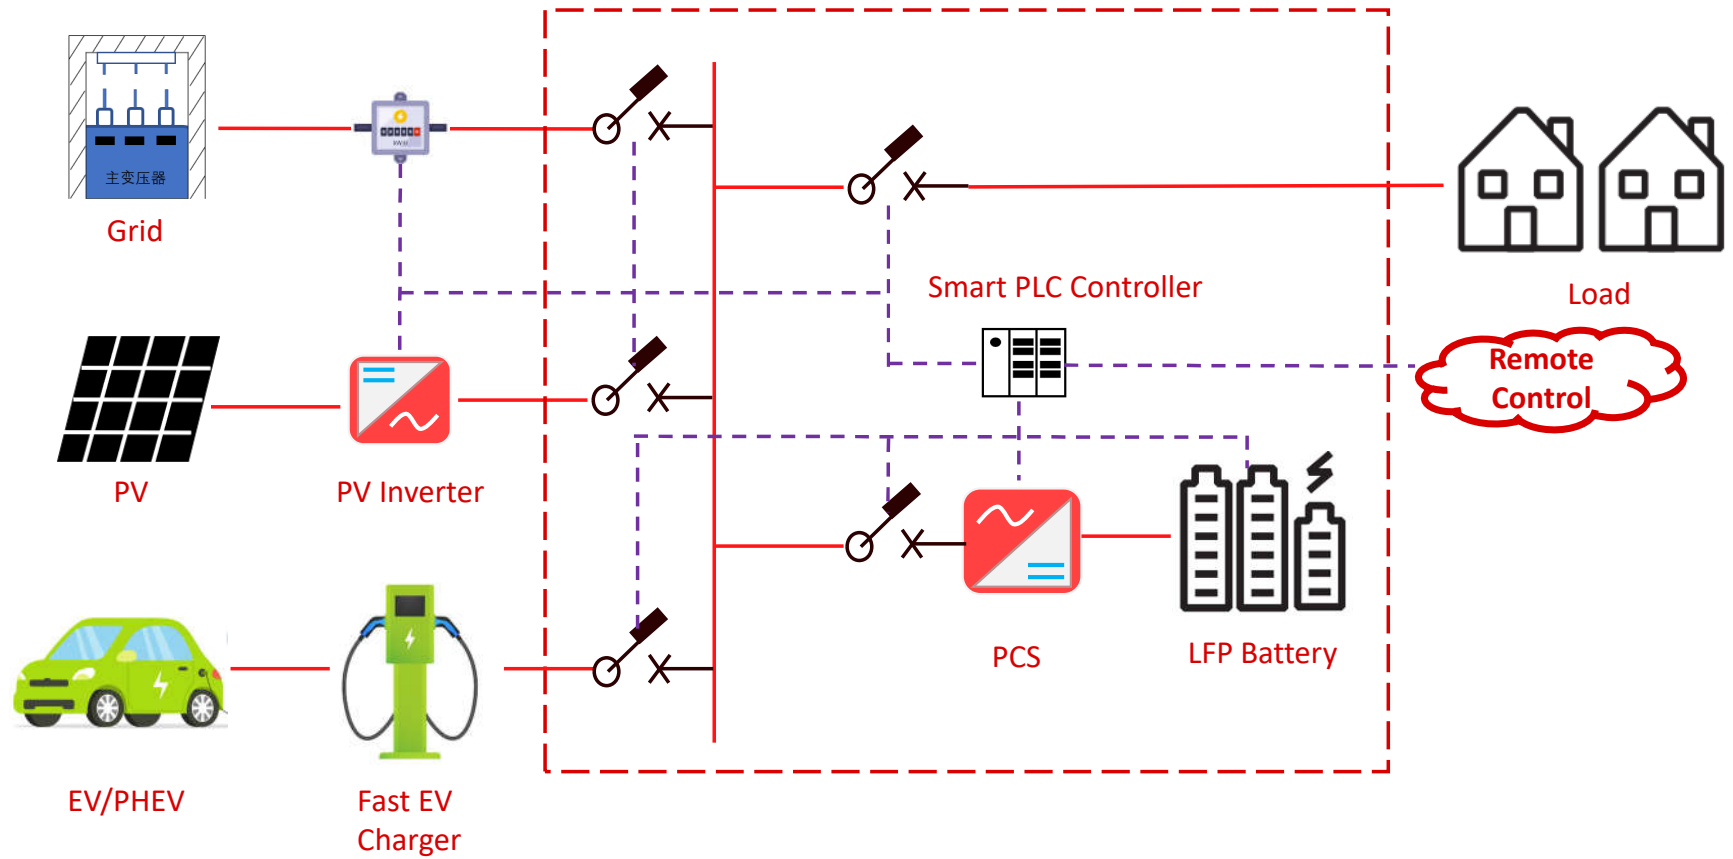 主变压器
Grid
Smart PLC Controller
Load
Remote
Control
PV
PV Inverter
PCS
LFP Battery
EV/PHEV
Fast EV
Charger